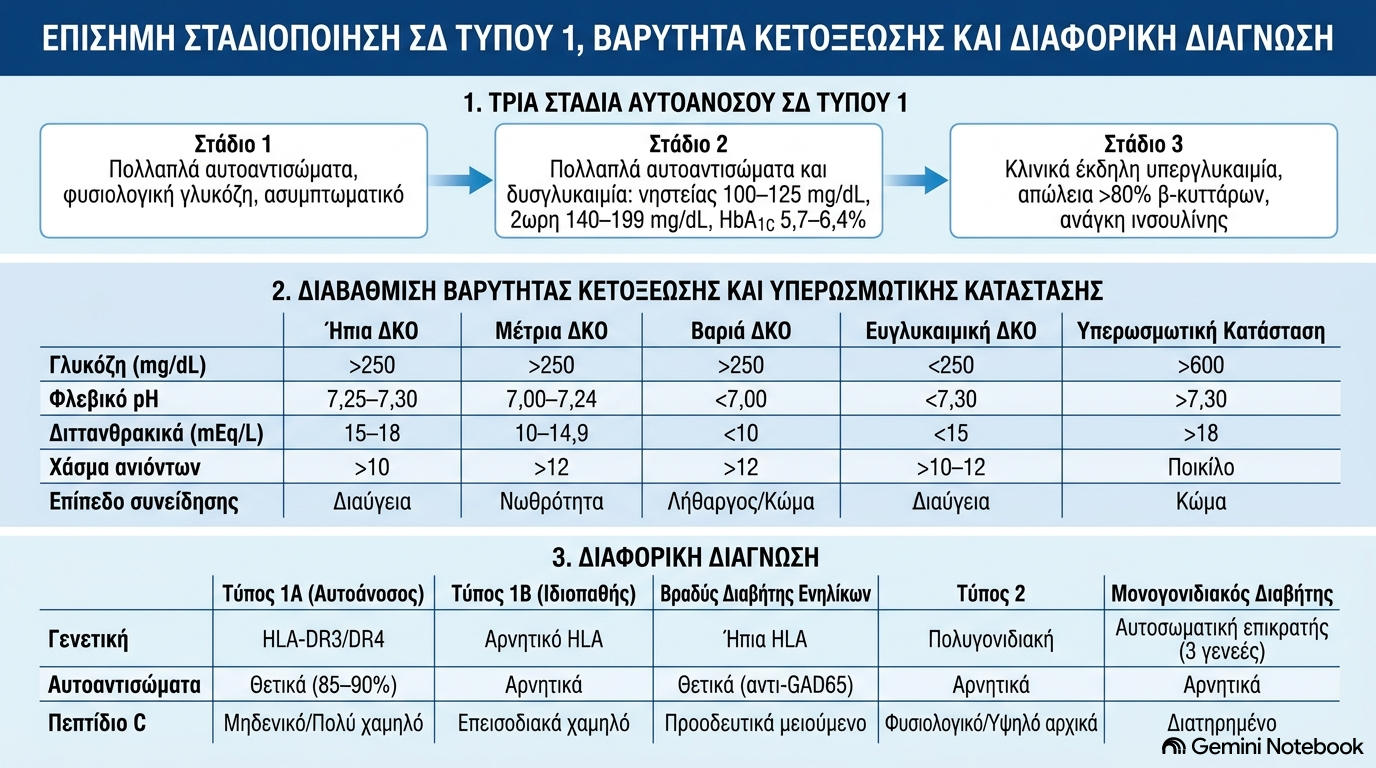 ΕΠΙΣΗΜΗ ΣΤΑΔΙΟΠΟΙΗΣΗ ΣΔ ΤΥΠΟΥ 1, ΒΑΡΥΤΗΤΑ ΚΕΤΟΞΕΩΣΗΣ ΚΑΙ ΔΙΑΦΟΡΙΚΗ ΔΙΑΓΝΩΣΗ
1. ΤΡΙΑ ΣΤΑΔΙΑ ΑΥΤΟΑΝΟΣΟΥ ΣΔ ΤΥΠΟΥ 1
Στάδιο 1
Πολλαπλά αυτοαντισώματα,
φυσιολογική γλυκόζη, ασυμπτωματικό
Στάδιο 2
Πολλαπλά αυτοαντισώματα και
δυσγλυκαιμία: νηστείας 100–125 mg/dL,
2ωρη 140–199 mg/dL, HbA1C 5,7–6,4%
Στάδιο 3
Κλινικά έκδηλη υπεργλυκαιμία,
απώλεια >80% β-κυττάρων,
ανάγκη ινσουλίνης
2. ΔΙΑΒΑΘΜΙΣΗ ΒΑΡΥΤΗΤΑΣ ΚΕΤΟΞΕΩΣΗΣ ΚΑΙ ΥΠΕΡΩΣΜΩΤΙΚΗΣ ΚΑΤΑΣΤΑΣΗΣ
Ήπια ΔΚΟ Μέτρια ΔΚΟ Βαριά ΔΚΟ Ευγλυκαιμική ΔΚΟ Υπερωσμωτική Κατάσταση
Γλυκόζη (mg/dL) >250 >250 >250 <250 >600
Φλεβικό pH 7,25–7,30 7,00–7,24 <7,00 <7,30 >7,30
Διττανθρακικά (mEq/L) 15–18 10–14,9 <10 <15 >18
Χάσμα ανιόντων >10 >12 >12 >10–12 Ποικίλο
Επίπεδο συνείδησης Διαύγεια Νωθρότητα Λήθαργος/Κώμα Διαύγεια Κώμα
3. ΔΙΑΦΟΡΙΚΗ ΔΙΑΓΝΩΣΗ
Τύπος 1Α (Αυτοάνοσος) Τύπος 1Β (Ιδιοπαθής) Βραδύς Διαβήτης Ενηλίκων Τύπος 2 Μονογονιδιακός Διαβήτης
Γενετική HLA-DR3/DR4 Αρνητικό HLA Ήπια HLA Πολυγονιδιακή Αυτοσωματική επικρατής
(3 γενεές)
Αυτοαντισώματα Θετικά (85–90%) Αρνητικά Θετικά (αντι-GAD65) Αρνητικά Αρνητικά
Πεπτίδιο C Μηδενικό/Πολύ χαμηλό Επεισοδιακά χαμηλό Προοδευτικά μειούμενο Φυσιολογικό/Υψηλό αρχικά Διατηρημένο
Gemini Notebook